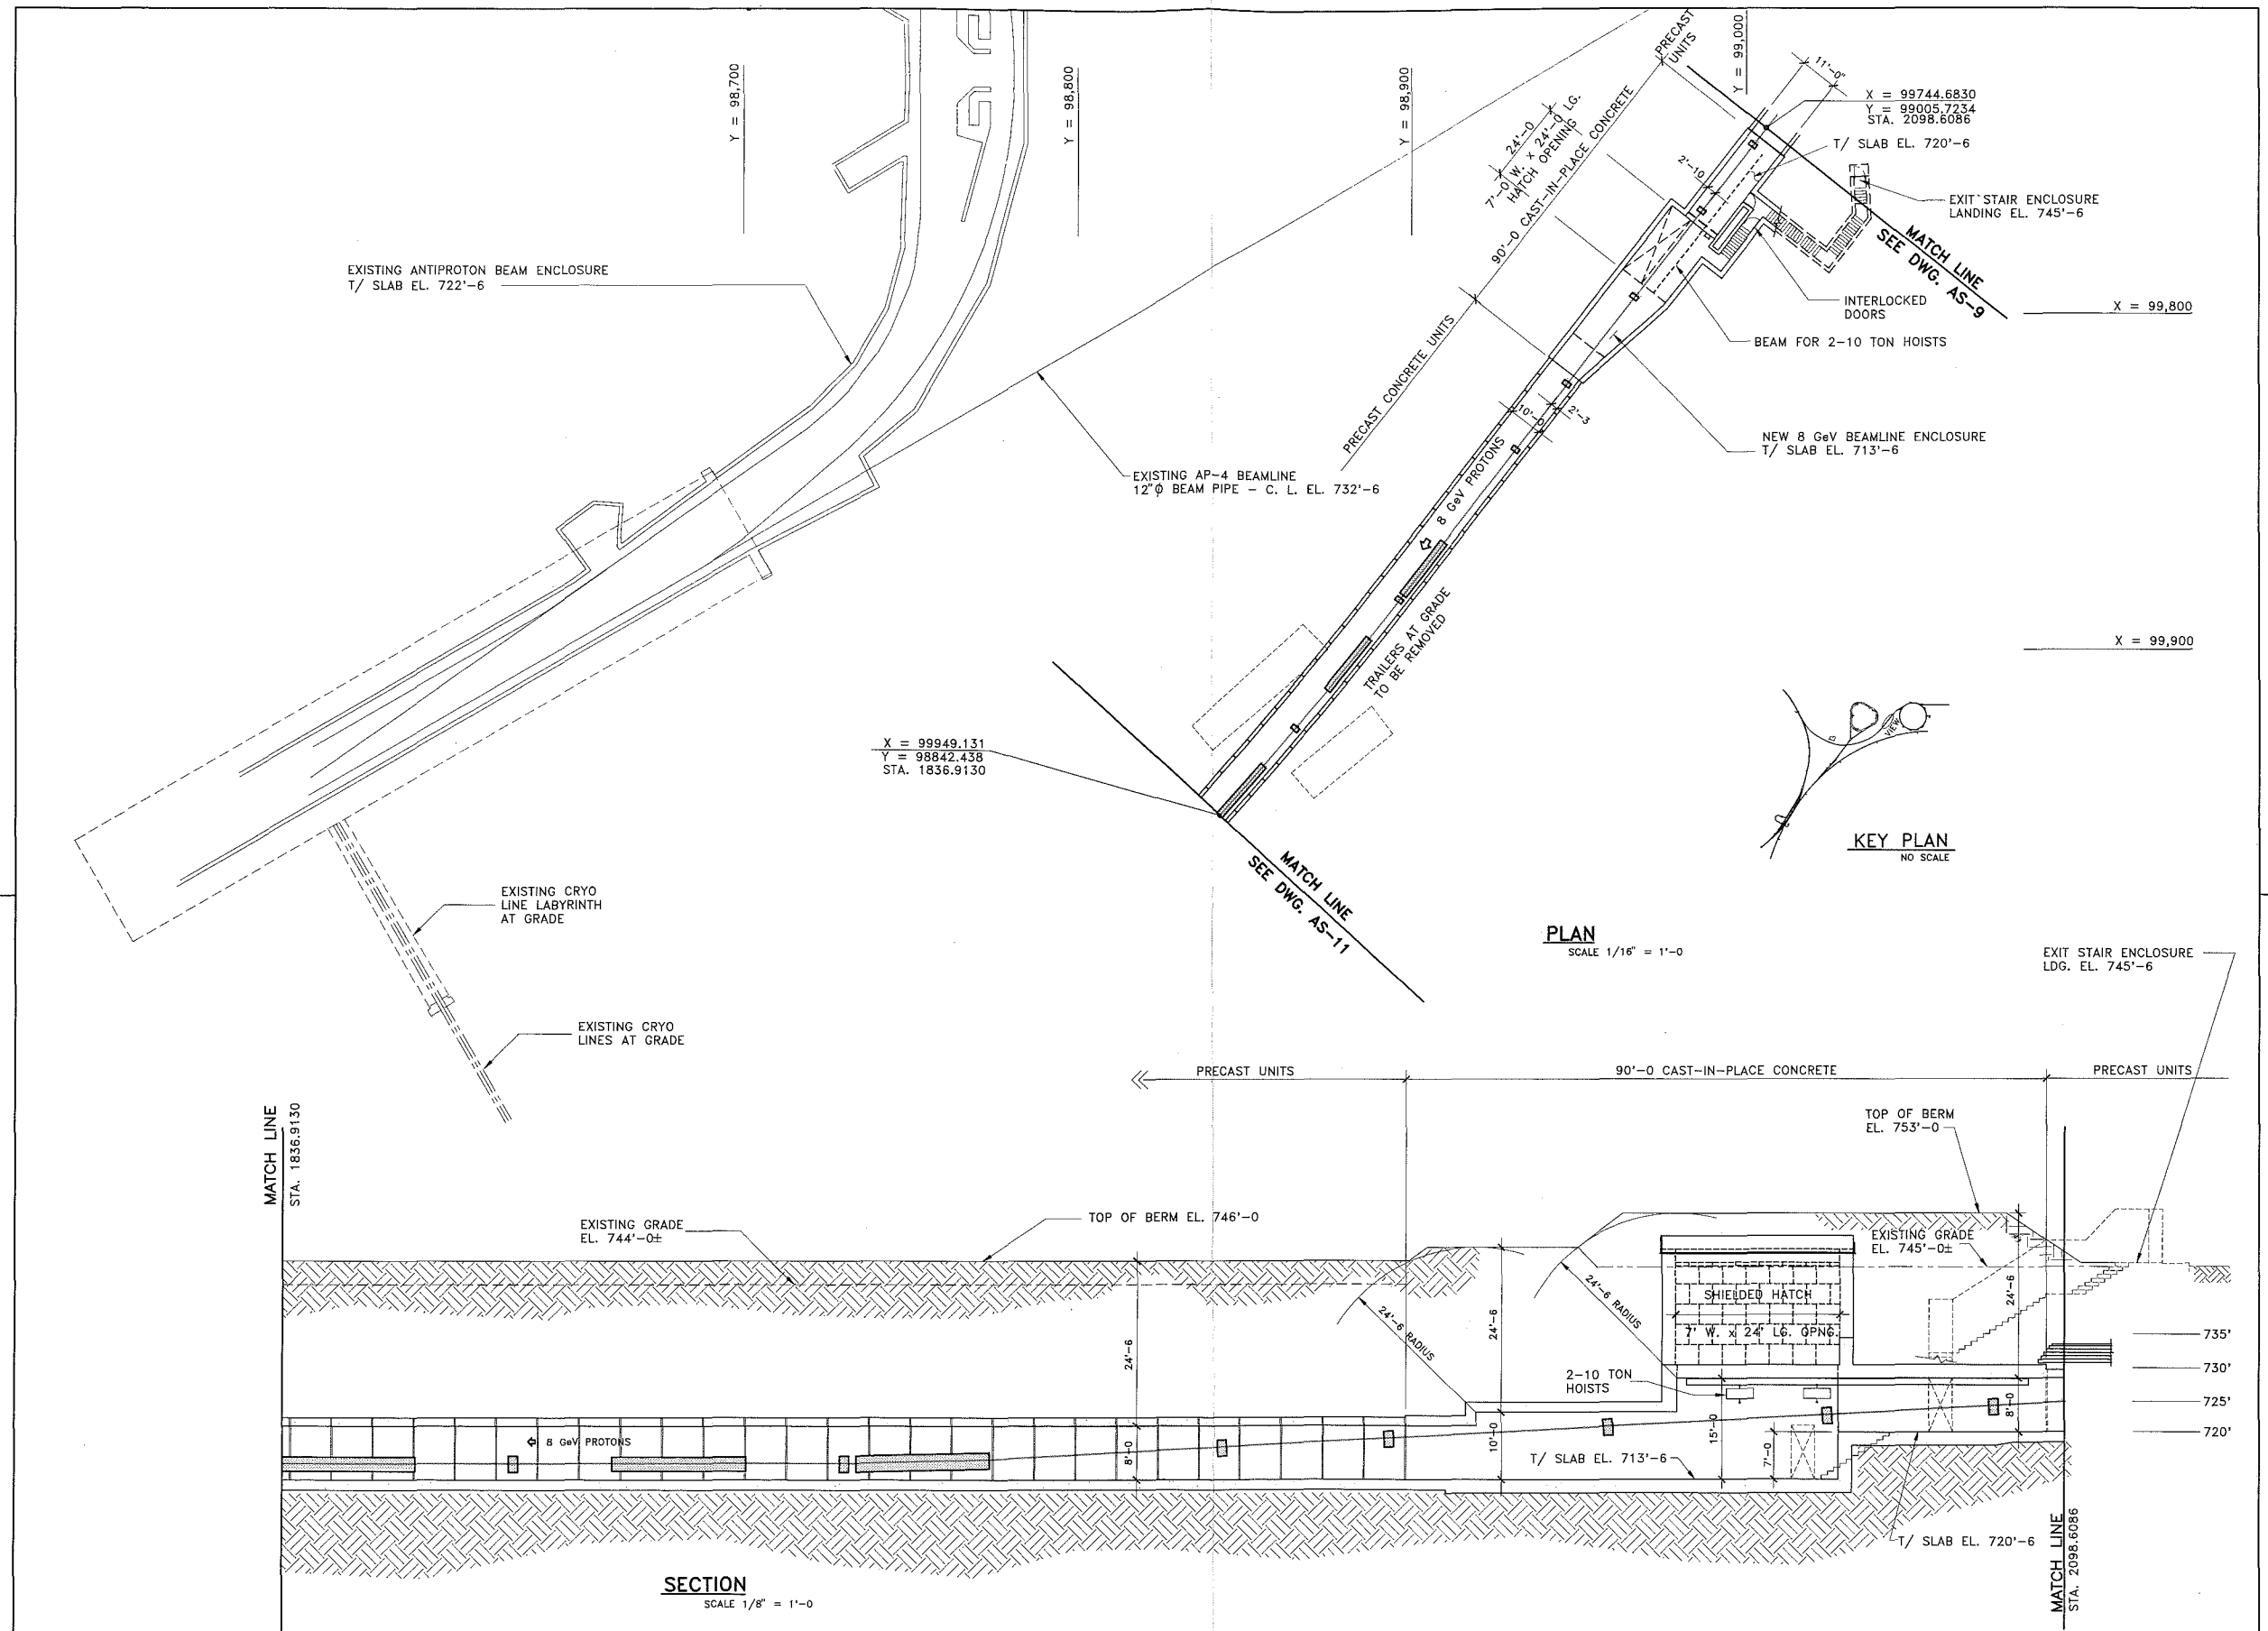 Y = 98,700
Y = 98,800
Y = 98,900
Y = 99,000
PRECAST
UNITS
11'-0"
X = 99744.6830
Y = 99005.7234
STA. 2098.6086
T/ SLAB EL. 720'-6
24'-0
7'-0 W. X 24'-0 LG.
HATCH OPENING
90'-0 CAST-IN-PLACE CONCRETE
2'-10
EXIT STAIR ENCLOSURE
LANDING EL. 745'-6
MATCH LINE
SEE DWG. AS-9
EXISTING ANTIPROTON BEAM ENCLOSURE
T/ SLAB EL. 722'-6
INTERLOCKED
DOORS
X = 99,800
BEAM FOR 2-10 TON HOISTS
PRECAST CONCRETE UNITS
10'-0
2'-3
NEW 8 GeV BEAMLINE ENCLOSURE
T/ SLAB EL. 713'-6
EXISTING AP-4 BEAMLINE
12"Φ BEAM PIPE - C. L. EL. 732'-6
8 GeV PROTONS
TRAILERS AT GRADE
TO BE REMOVED
X = 99,900
VIEW
KEY PLAN
NO SCALE
X = 99949.131
Y = 98842.438
STA. 1836.9130
MATCH LINE
SEE DWG. AS-11
EXISTING CRYO
LINE LABYRINTH
AT GRADE
PLAN
SCALE 1/16" = 1'-0
EXISTING CRYO
LINES AT GRADE
EXIT STAIR ENCLOSURE
LDG. EL. 745'-6
PRECAST UNITS
90'-0 CAST-IN-PLACE CONCRETE
PRECAST UNITS
MATCH LINE
STA. 1836.9130
TOP OF BERM
EL. 753'-0
EXISTING GRADE
EL. 744'-0±
TOP OF BERM EL. 746'-0
EXISTING GRADE
EL. 745'-0±
24'-6 RADIUS
24'-6 RADIUS
24'-6
24'-6
24'-6
SHIELDED HATCH
7' W. x 24' LG. OPNG.
2-10 TON
HOISTS
735'
730'
725'
720'
8 GeV PROTONS
8'-0
10'-0
15'-0
7'-0
8'-0
T/ SLAB EL. 713'-6
T/ SLAB EL. 720'-6
MATCH LINE
STA. 2098.6086
SECTION
SCALE 1/8" = 1'-0